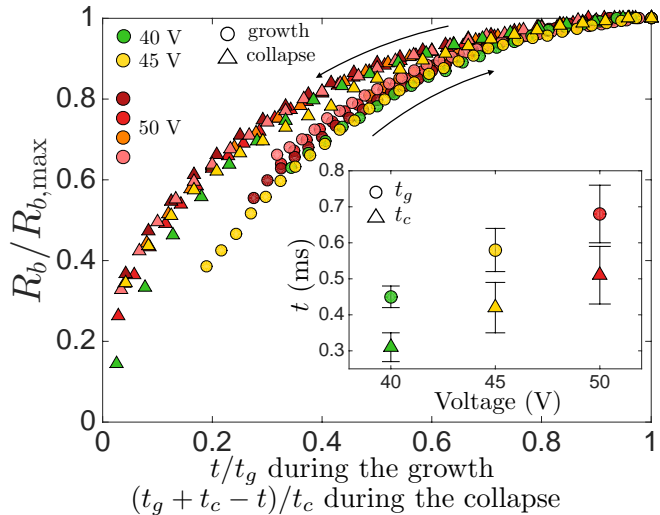 1
0.8
0.6
0.4
0.2
0
R_b/R_{b,max}
40 V
45 V
50 V
growth
collapse
0.8
0.7
0.6
0.5
0.4
0.3
t (ms)
t_g
t_c
40 45 50
Voltage (V)
0 0.2 0.4 0.6 0.8 1
t/t_g during the growth
(t_g + t_c − t)/t_c during the collapse